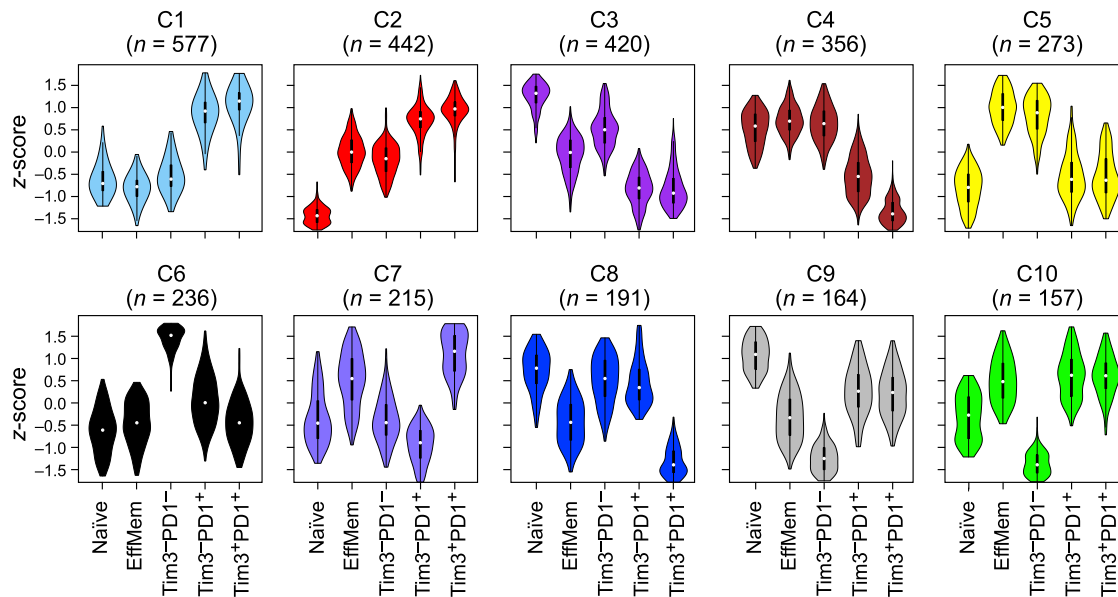 C1 C2 C3 C4 C5
(n = 577) (n = 442) (n = 420) (n = 356) (n = 273)
1.5
1.0
0.5
0.0
−0.5
−1.0
−1.5
z-score
C6 C7 C8 C9 C10
(n = 236) (n = 215) (n = 191) (n = 164) (n = 157)
1.5
1.0
0.5
0.0
−0.5
−1.0
−1.5
z-score
Naïve EffMem Tim3⁻PD1⁻ Tim3⁻PD1⁺ Tim3⁺PD1⁺ Naïve EffMem Tim3⁻PD1⁻ Tim3⁻PD1⁺ Tim3⁺PD1⁺ Naïve EffMem Tim3⁻PD1⁻ Tim3⁻PD1⁺ Tim3⁺PD1⁺ Naïve EffMem Tim3⁻PD1⁻ Tim3⁻PD1⁺ Tim3⁺PD1⁺ Naïve EffMem Tim3⁻PD1⁻ Tim3⁻PD1⁺ Tim3⁺PD1⁺